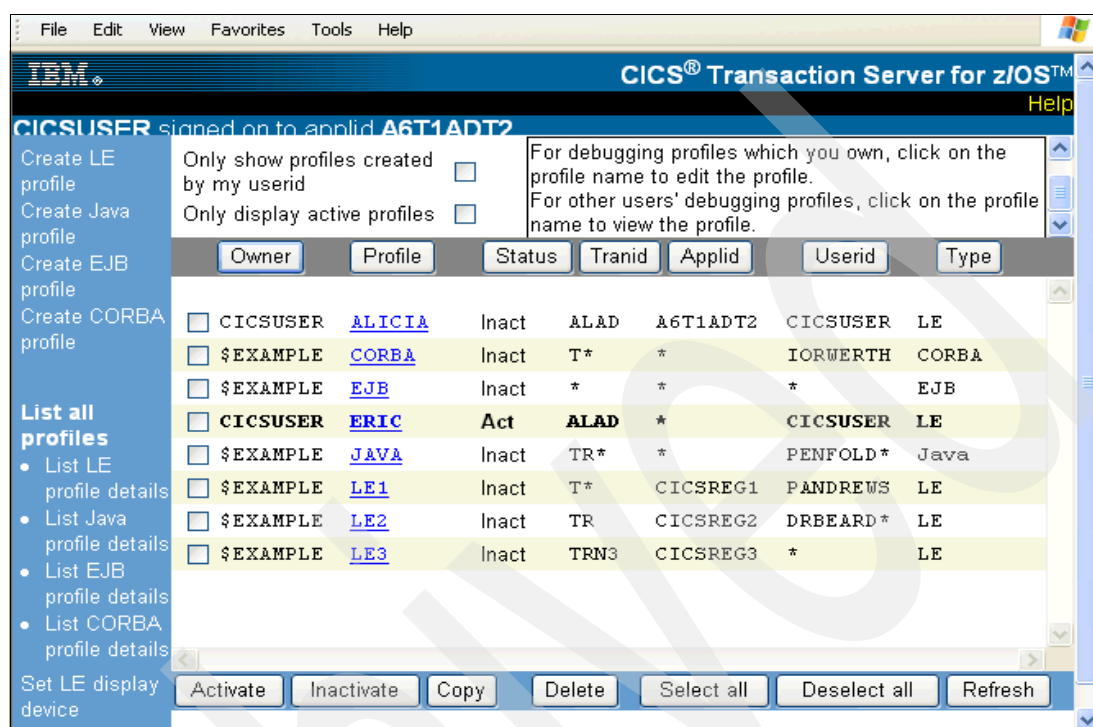 File Edit View Favorites Tools Help
IBM®
CICS® Transaction Server for z/OS™
Help
CICSUSER signed on to applid A6T1ADT2
Create LE
profile
Create Java
profile
Create EJB
profile
Create CORBA
profile
List all
profiles
• List LE
profile details
• List Java
profile details
• List EJB
profile details
• List CORBA
profile details
Set LE display
device
Only show profiles created
by my userid
Only display active profiles
For debugging profiles which you own, click on the
profile name to edit the profile.
For other users' debugging profiles, click on the profile
name to view the profile.
Owner Profile Status Tranid Applid Userid Type
CICSUSER ALICIA Inact ALAD A6T1ADT2 CICSUSER LE
$EXAMPLE CORBA Inact T* * IORWERTH CORBA
$EXAMPLE EJB Inact * * * EJB
CICSUSER ERIC Act ALAD * CICSUSER LE
$EXAMPLE JAVA Inact TR* * PENFOLD* Java
$EXAMPLE LE1 Inact T* CICSREG1 PANDREWS LE
$EXAMPLE LE2 Inact TR CICSREG2 DRBEARD* LE
$EXAMPLE LE3 Inact TRN3 CICSREG3 * LE
Activate Inactivate Copy Delete Select all Deselect all Refresh